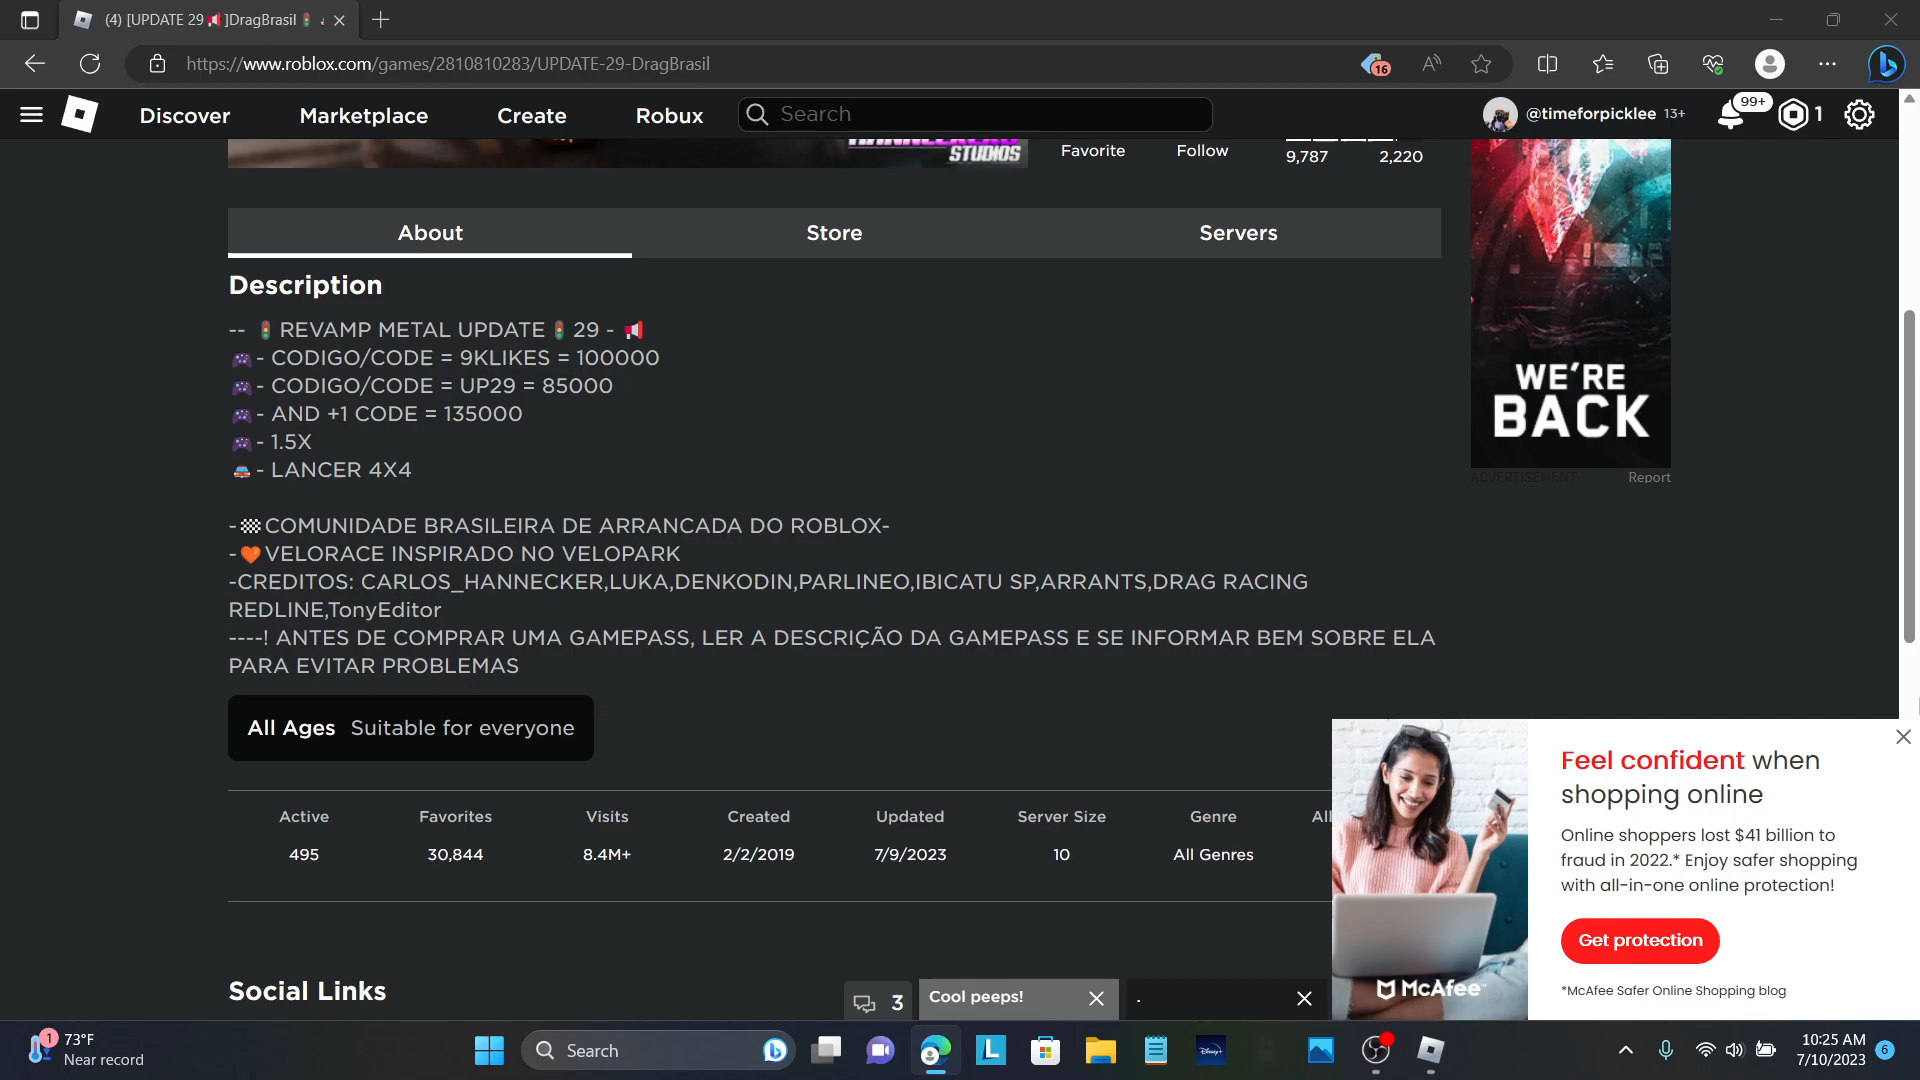 (4) [UPDATE 29📢]DragBrasil🚦
https://www.roblox.com/games/2810810283/UPDATE-29-DragBrasil
16
Discover
Marketplace
Create
Robux
Search
@timeforpicklee 13+
99+
1
STUDIOS
Favorite
Follow
9,787
2,220
About
Store
Servers
Description
-- 🚦REVAMP METAL UPDATE🚦29 - 📢
🎮- CODIGO/CODE = 9KLIKES = 100000
🎮- CODIGO/CODE = UP29 = 85000
🎮- AND +1 CODE = 135000
🎮- 1.5X
🚘- LANCER 4X4
-🏁COMUNIDADE BRASILEIRA DE ARRANCADA DO ROBLOX-
-🧡VELORACE INSPIRADO NO VELOPARK
-CREDITOS: CARLOS_HANNECKER,LUKA,DENKODIN,PARLINEO,IBICATU SP,ARRANTS,DRAG RACING
REDLINE,TonyEditor
----! ANTES DE COMPRAR UMA GAMEPASS, LER A DESCRIÇÃO DA GAMEPASS E SE INFORMAR BEM SOBRE ELA
PARA EVITAR PROBLEMAS
WE'RE
BACK
ADVERTISEMENT
Report
All Ages Suitable for everyone
Active
Favorites
Visits
Created
Updated
Server Size
Genre
All
495
30,844
8.4M+
2/2/2019
7/9/2023
10
All Genres
Social Links
3
Cool peeps!
.
Feel confident when
shopping online
Online shoppers lost $41 billion to
fraud in 2022.* Enjoy safer shopping
with all-in-one online protection!
Get protection
*McAfee Safer Online Shopping blog
McAfee™
1
73°F
Near record
Search
L
Disney+
10:25 AM
7/10/2023
6